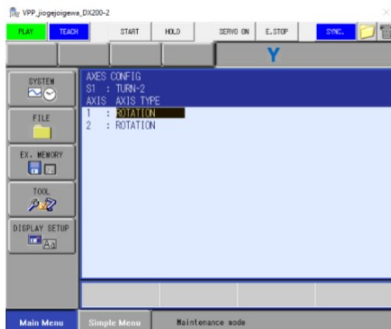 VPP_jiogejoigewa_DX200-2
PLAY TEACH START HOLD SERVO ON E.STOP SYNC.
Y
SYSTEM
FILE
EX. MEMORY
TOOL
DISPLAY SETUP
AXES CONFIG
S1 : TURN-2
AXIS AXIS TYPE
1 : ROTATION
2 : ROTATION
Main Menu Simple Menu Maintenance mode